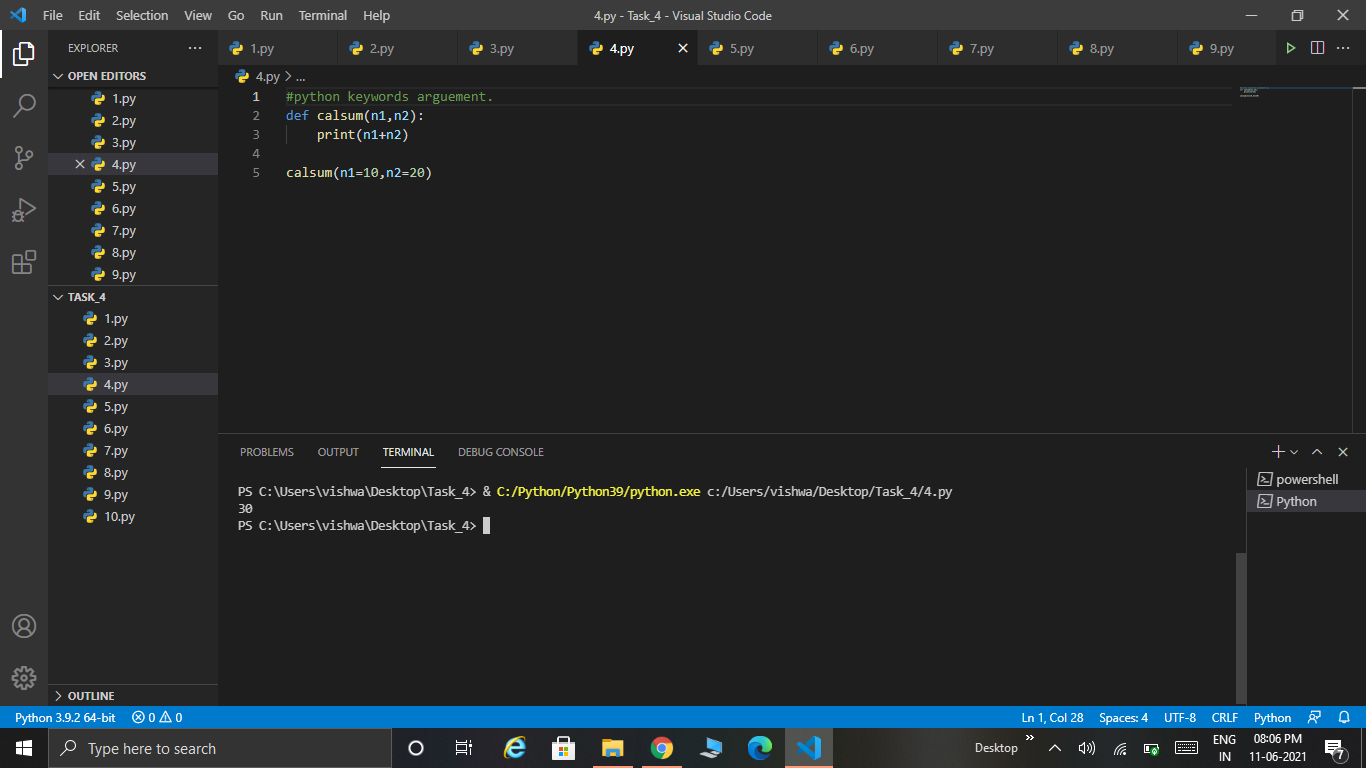 File Edit Selection View Go Run Terminal Help 4.py - Task_4 - Visual Studio Code
EXPLORER ...
1.py 2.py 3.py 4.py 5.py 6.py 7.py 8.py 9.py ...
OPEN EDITORS
1.py
2.py
3.py
4.py
5.py
6.py
7.py
8.py
9.py
TASK_4
1.py
2.py
3.py
4.py
5.py
6.py
7.py
8.py
9.py
10.py
OUTLINE
4.py > ...
1 #python keywords arguement.
2 def calsum(n1,n2):
3 print(n1+n2)
4
5 calsum(n1=10,n2=20)
PROBLEMS OUTPUT TERMINAL DEBUG CONSOLE
PS C:\Users\vishwa\Desktop\Task_4> & C:/Python/Python39/python.exe c:/Users/vishwa/Desktop/Task_4/4.py
30
PS C:\Users\vishwa\Desktop\Task_4>
powershell
Python
Python 3.9.2 64-bit 0 0 Ln 1, Col 28 Spaces: 4 UTF-8 CRLF Python
Type here to search
Desktop
ENG
IN
08:06 PM
11-06-2021
7